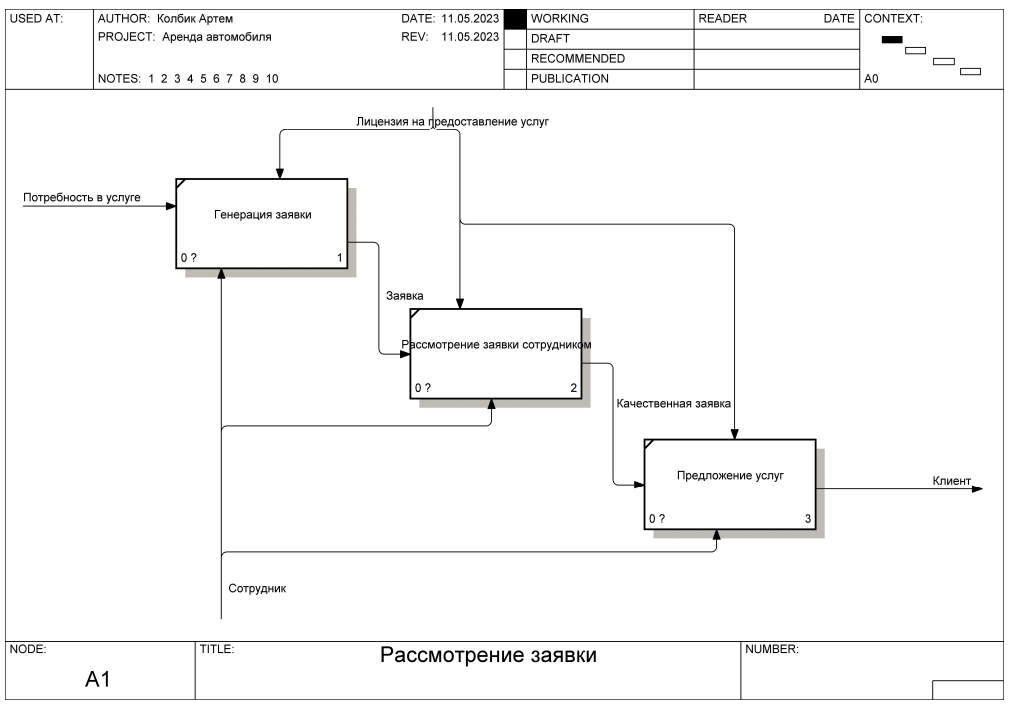 USED AT:
AUTHOR: Колбик Артем
DATE: 11.05.2023
WORKING
READER
DATE
CONTEXT:
PROJECT: Аренда автомобиля
REV: 11.05.2023
DRAFT
RECOMMENDED
NOTES: 1 2 3 4 5 6 7 8 9 10
PUBLICATION
A0
Лицензия на предоставление услуг
Потребность в услуге
Генерация заявки
0 ?
1
Заявка
Рассмотрение заявки сотрудником
0 ?
2
Качественная заявка
Предложение услуг
Клиент
0 ?
3
Сотрудник
NODE:
TITLE:
NUMBER:
Рассмотрение заявки
A1